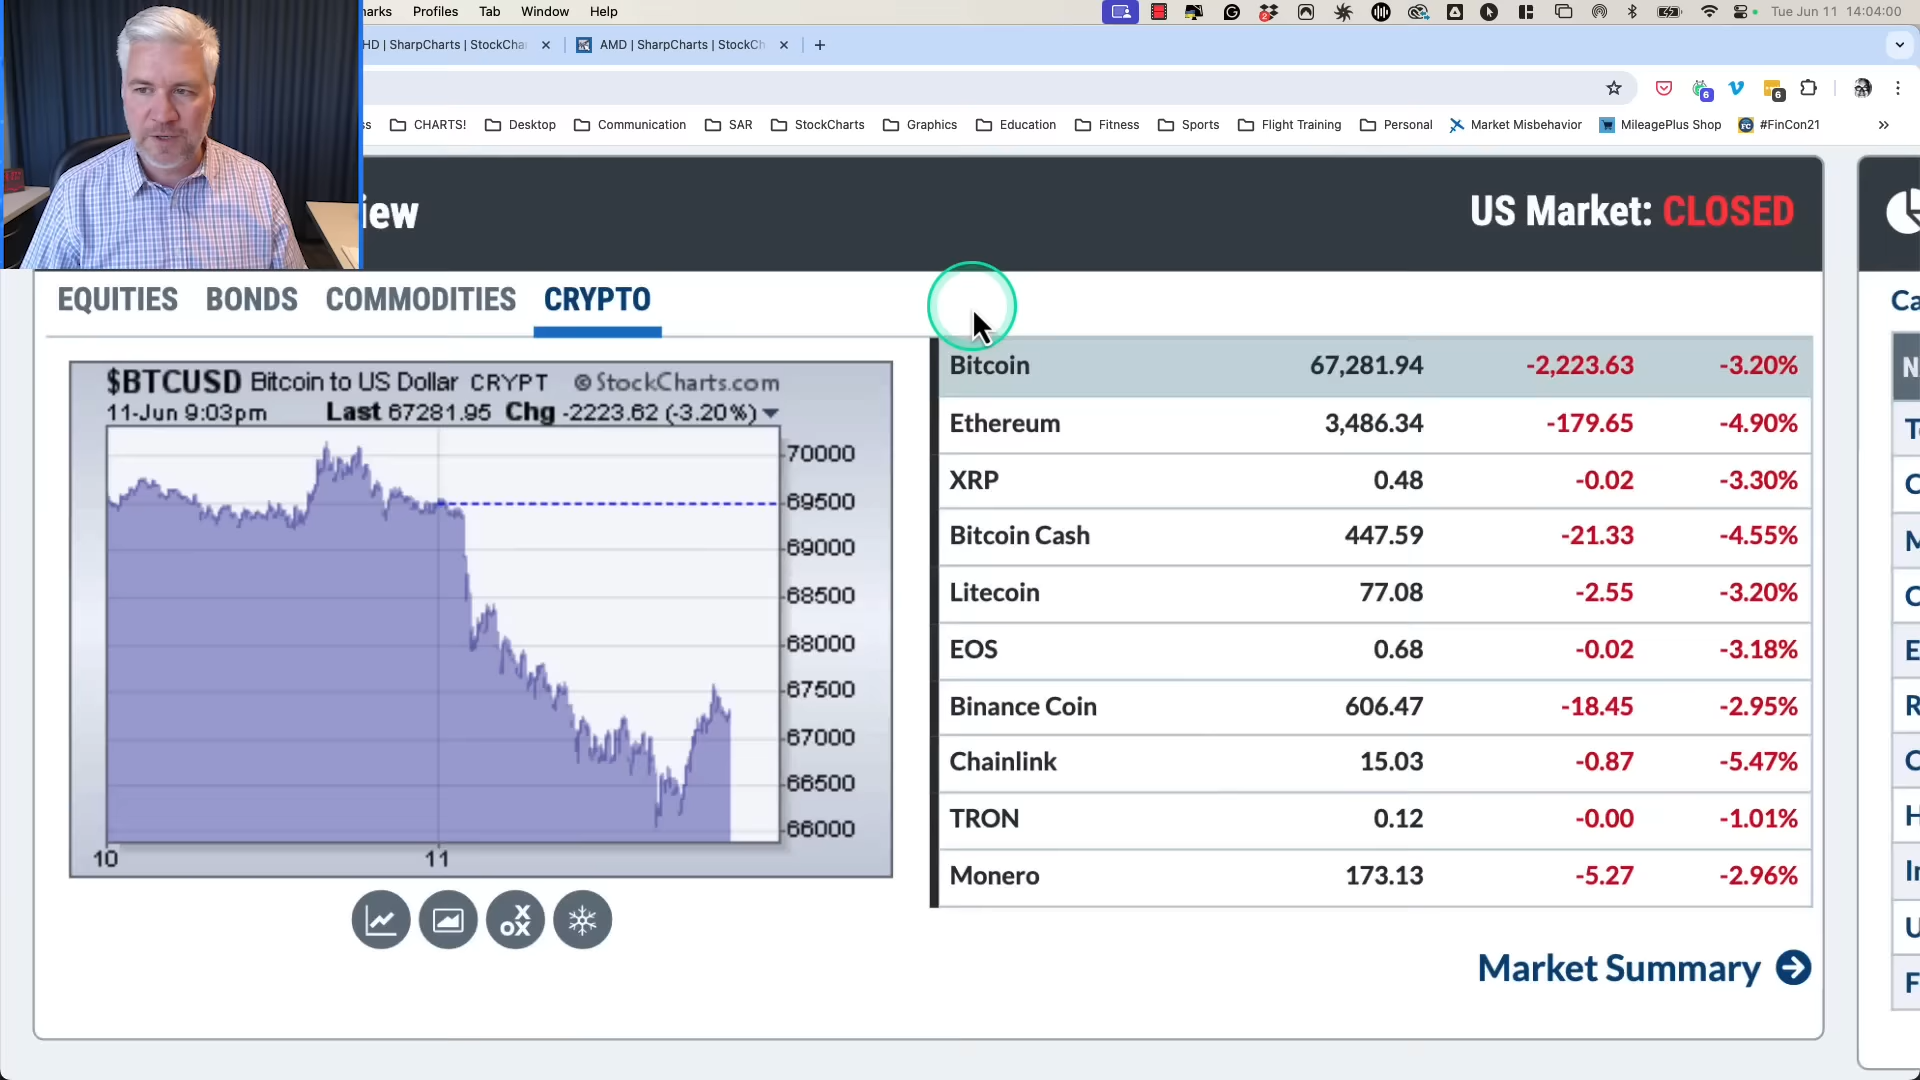 arks Profiles Tab Window Help Tue Jun 11 14:04:00
HD | SharpCharts | StockCha AMD | SharpCharts | StockCh
6 6
ss CHARTS! Desktop Communication SAR StockCharts Graphics Education Fitness Sports Flight Training Personal Market Misbehavior MileagePlus Shop #FinCon21
iew US Market: CLOSED
EQUITIES BONDS COMMODITIES CRYPTO
$BTCUSD Bitcoin to US Dollar CRYPT © StockCharts.com
11-Jun 9:03pm Last 67281.95 Chg -2223.62 (-3.20%)
70000
69500
69000
68500
68000
67500
67000
66500
66000
10 11
Bitcoin 67,281.94 -2,223.63 -3.20%
Ethereum 3,486.34 -179.65 -4.90%
XRP 0.48 -0.02 -3.30%
Bitcoin Cash 447.59 -21.33 -4.55%
Litecoin 77.08 -2.55 -3.20%
EOS 0.68 -0.02 -3.18%
Binance Coin 606.47 -18.45 -2.95%
Chainlink 15.03 -0.87 -5.47%
TRON 0.12 -0.00 -1.01%
Monero 173.13 -5.27 -2.96%
Market Summary
Ca
N
T
C
M
C
E
R
C
H
In
U
F